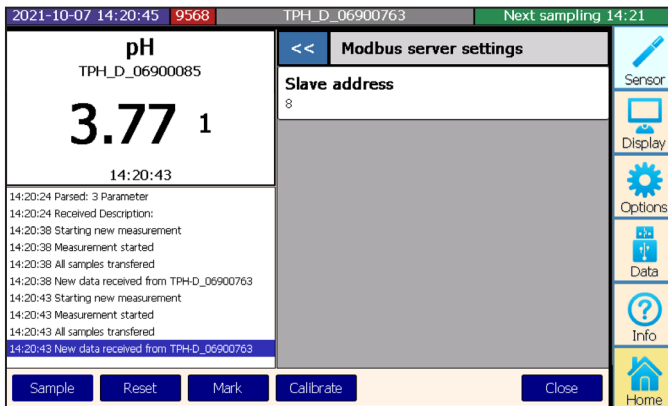 2021-10-07 14:20:45 9568 TPH_D_06900763 Next sampling 14:21
pH
TPH_D_06900085
3.77 1
14:20:43
14:20:24 Parsed: 3 Parameter
14:20:24 Received Description:
14:20:38 Starting new measurement
14:20:38 Measurement started
14:20:38 All samples transfered
14:20:38 New data received from TPH-D_06900763
14:20:43 Starting new measurement
14:20:43 Measurement started
14:20:43 All samples transfered
14:20:43 New data received from TPH-D_06900763
<< Modbus server settings
Slave address
8
Sensor
Display
Options
Data
Info
Home
Sample Reset Mark Calibrate Close